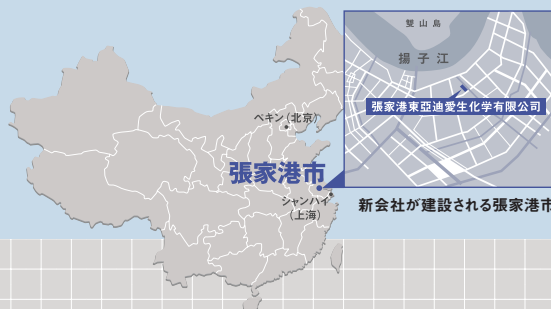 雙山島
揚子江
張家港東亞迪愛生化学有限公司
ペキン（北京）
張家港市
シャンハイ
（上海）
新会社が建設される張家港市